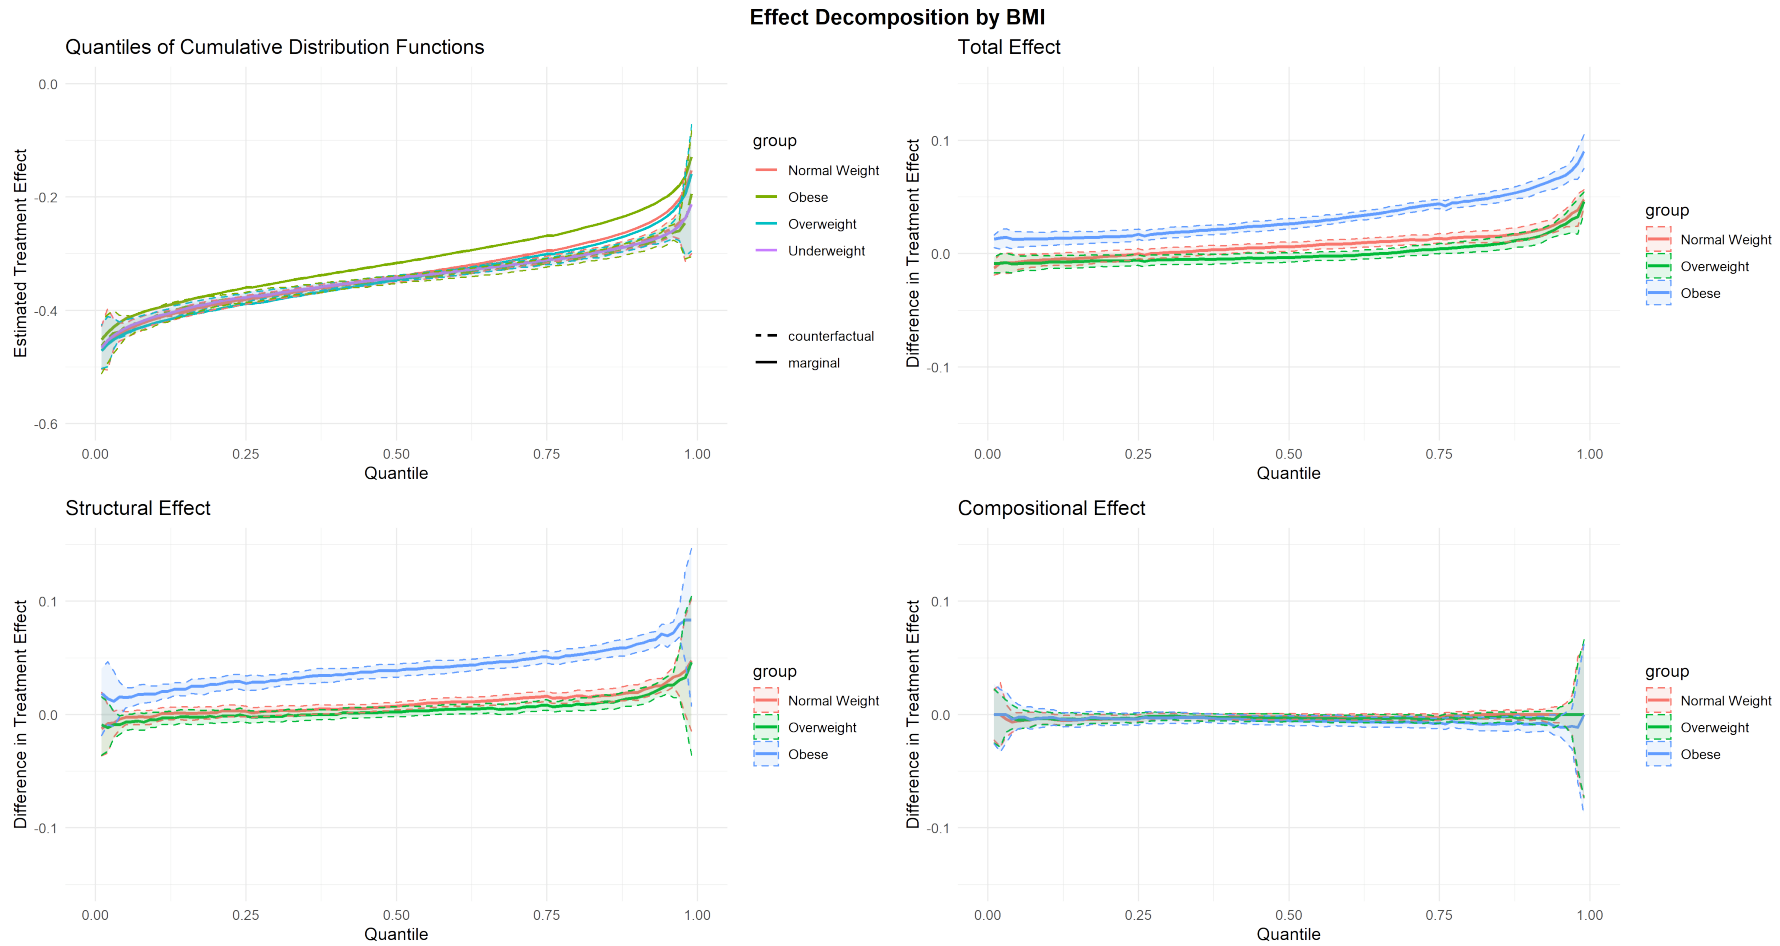 Effect Decomposition by BMI
Quantiles of Cumulative Distribution Functions
Estimated Treatment Effect
0.0
-0.2
-0.4
-0.6
0.00 0.25 0.50 0.75 1.00
Quantile
group
Normal Weight
Obese
Overweight
Underweight
counterfactual
marginal
Total Effect
Difference in Treatment Effect
0.1
0.0
-0.1
0.00 0.25 0.50 0.75 1.00
Quantile
group
Normal Weight
Overweight
Obese
Structural Effect
Difference in Treatment Effect
0.1
0.0
-0.1
0.00 0.25 0.50 0.75 1.00
Quantile
group
Normal Weight
Overweight
Obese
Compositional Effect
Difference in Treatment Effect
0.1
0.0
-0.1
0.00 0.25 0.50 0.75 1.00
Quantile
group
Normal Weight
Overweight
Obese